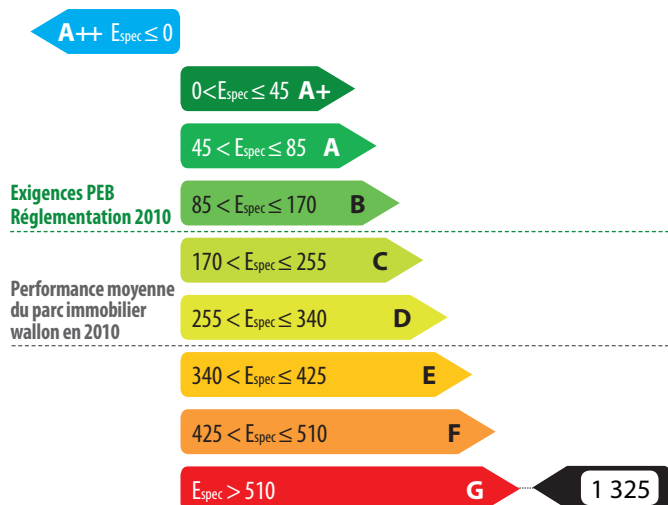 A++ Espec ≤ 0
0<Espec ≤ 45 A+
45 < Espec ≤ 85 A
Exigences PEB
Réglementation 2010
85 < Espec ≤ 170 B
170 < Espec ≤ 255 C
Performance moyenne
du parc immobilier
wallon en 2010
255 < Espec ≤ 340 D
340 < Espec ≤ 425 E
425 < Espec ≤ 510 F
Espec > 510 G
1 325